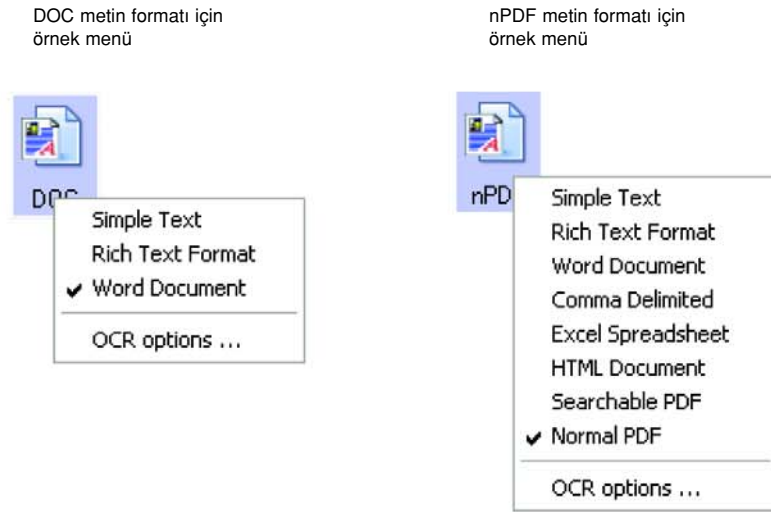 DOC metin formatı için
örnek menü
DOC
Simple Text
Rich Text Format
Word Document
OCR options ...
nPDF metin formatı için
örnek menü
nPD
Simple Text
Rich Text Format
Word Document
Comma Delimited
Excel Spreadsheet
HTML Document
Searchable PDF
Normal PDF
OCR options ...